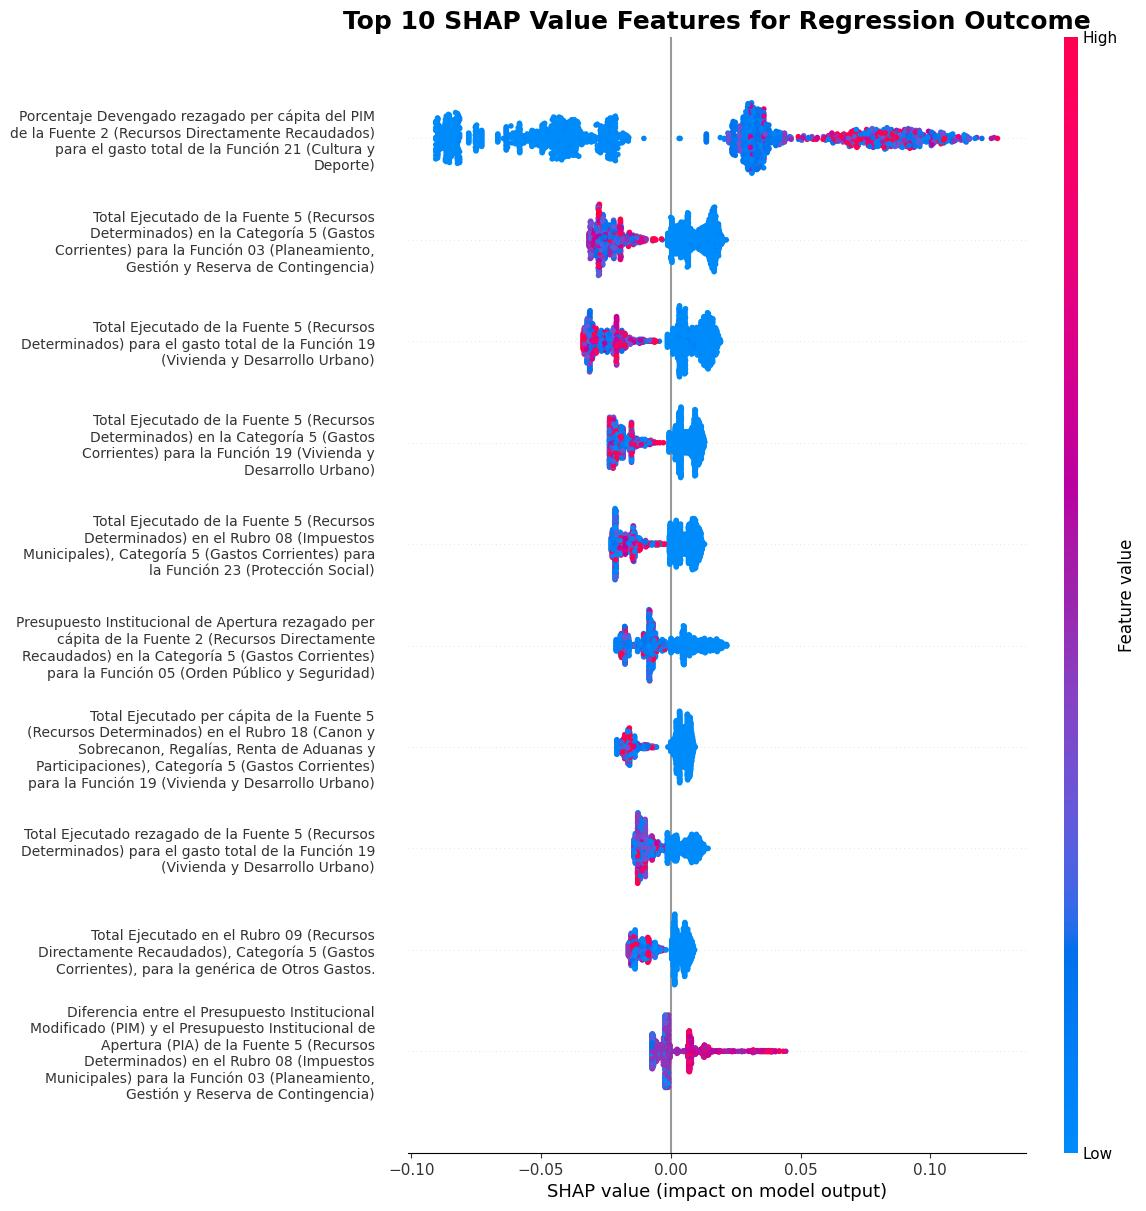 Top 10 SHAP Value Features for Regression Outcome
High
Porcentaje Devengado rezagado per cápita del PIM
de la Fuente 2 (Recursos Directamente Recaudados)
para el gasto total de la Función 21 (Cultura y
Deporte)
Total Ejecutado de la Fuente 5 (Recursos
Determinados) en la Categoría 5 (Gastos
Corrientes) para la Función 03 (Planeamiento,
Gestión y Reserva de Contingencia)
Total Ejecutado de la Fuente 5 (Recursos
Determinados) para el gasto total de la Función 19
(Vivienda y Desarrollo Urbano)
Total Ejecutado de la Fuente 5 (Recursos
Determinados) en la Categoría 5 (Gastos
Corrientes) para la Función 19 (Vivienda y
Desarrollo Urbano)
Total Ejecutado de la Fuente 5 (Recursos
Determinados) en el Rubro 08 (Impuestos
Municipales), Categoría 5 (Gastos Corrientes) para
la Función 23 (Protección Social)
Presupuesto Institucional de Apertura rezagado per
cápita de la Fuente 2 (Recursos Directamente
Recaudados) en la Categoría 5 (Gastos Corrientes)
para la Función 05 (Orden Público y Seguridad)
Total Ejecutado per cápita de la Fuente 5
(Recursos Determinados) en el Rubro 18 (Canon y
Sobrecanon, Regalías, Renta de Aduanas y
Participaciones), Categoría 5 (Gastos Corrientes)
para la Función 19 (Vivienda y Desarrollo Urbano)
Total Ejecutado rezagado de la Fuente 5 (Recursos
Determinados) para el gasto total de la Función 19
(Vivienda y Desarrollo Urbano)
Total Ejecutado en el Rubro 09 (Recursos
Directamente Recaudados), Categoría 5 (Gastos
Corrientes), para la genérica de Otros Gastos.
Diferencia entre el Presupuesto Institucional
Modificado (PIM) y el Presupuesto Institucional de
Apertura (PIA) de la Fuente 5 (Recursos
Determinados) en el Rubro 08 (Impuestos
Municipales) para la Función 03 (Planeamiento,
Gestión y Reserva de Contingencia)
Feature value
Low
−0.10 −0.05 0.00 0.05 0.10
SHAP value (impact on model output)